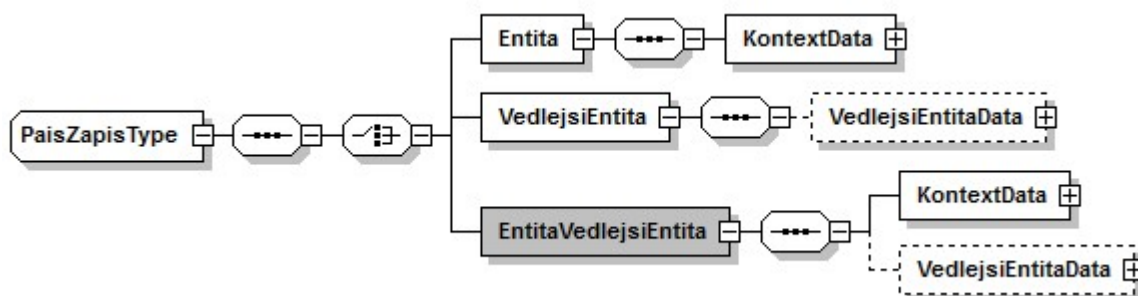 Entita
KontextData
PaisZapisType
VedlejsiEntita
VedlejsiEntitaData
EntitaVedlejsiEntita
KontextData
VedlejsiEntitaData